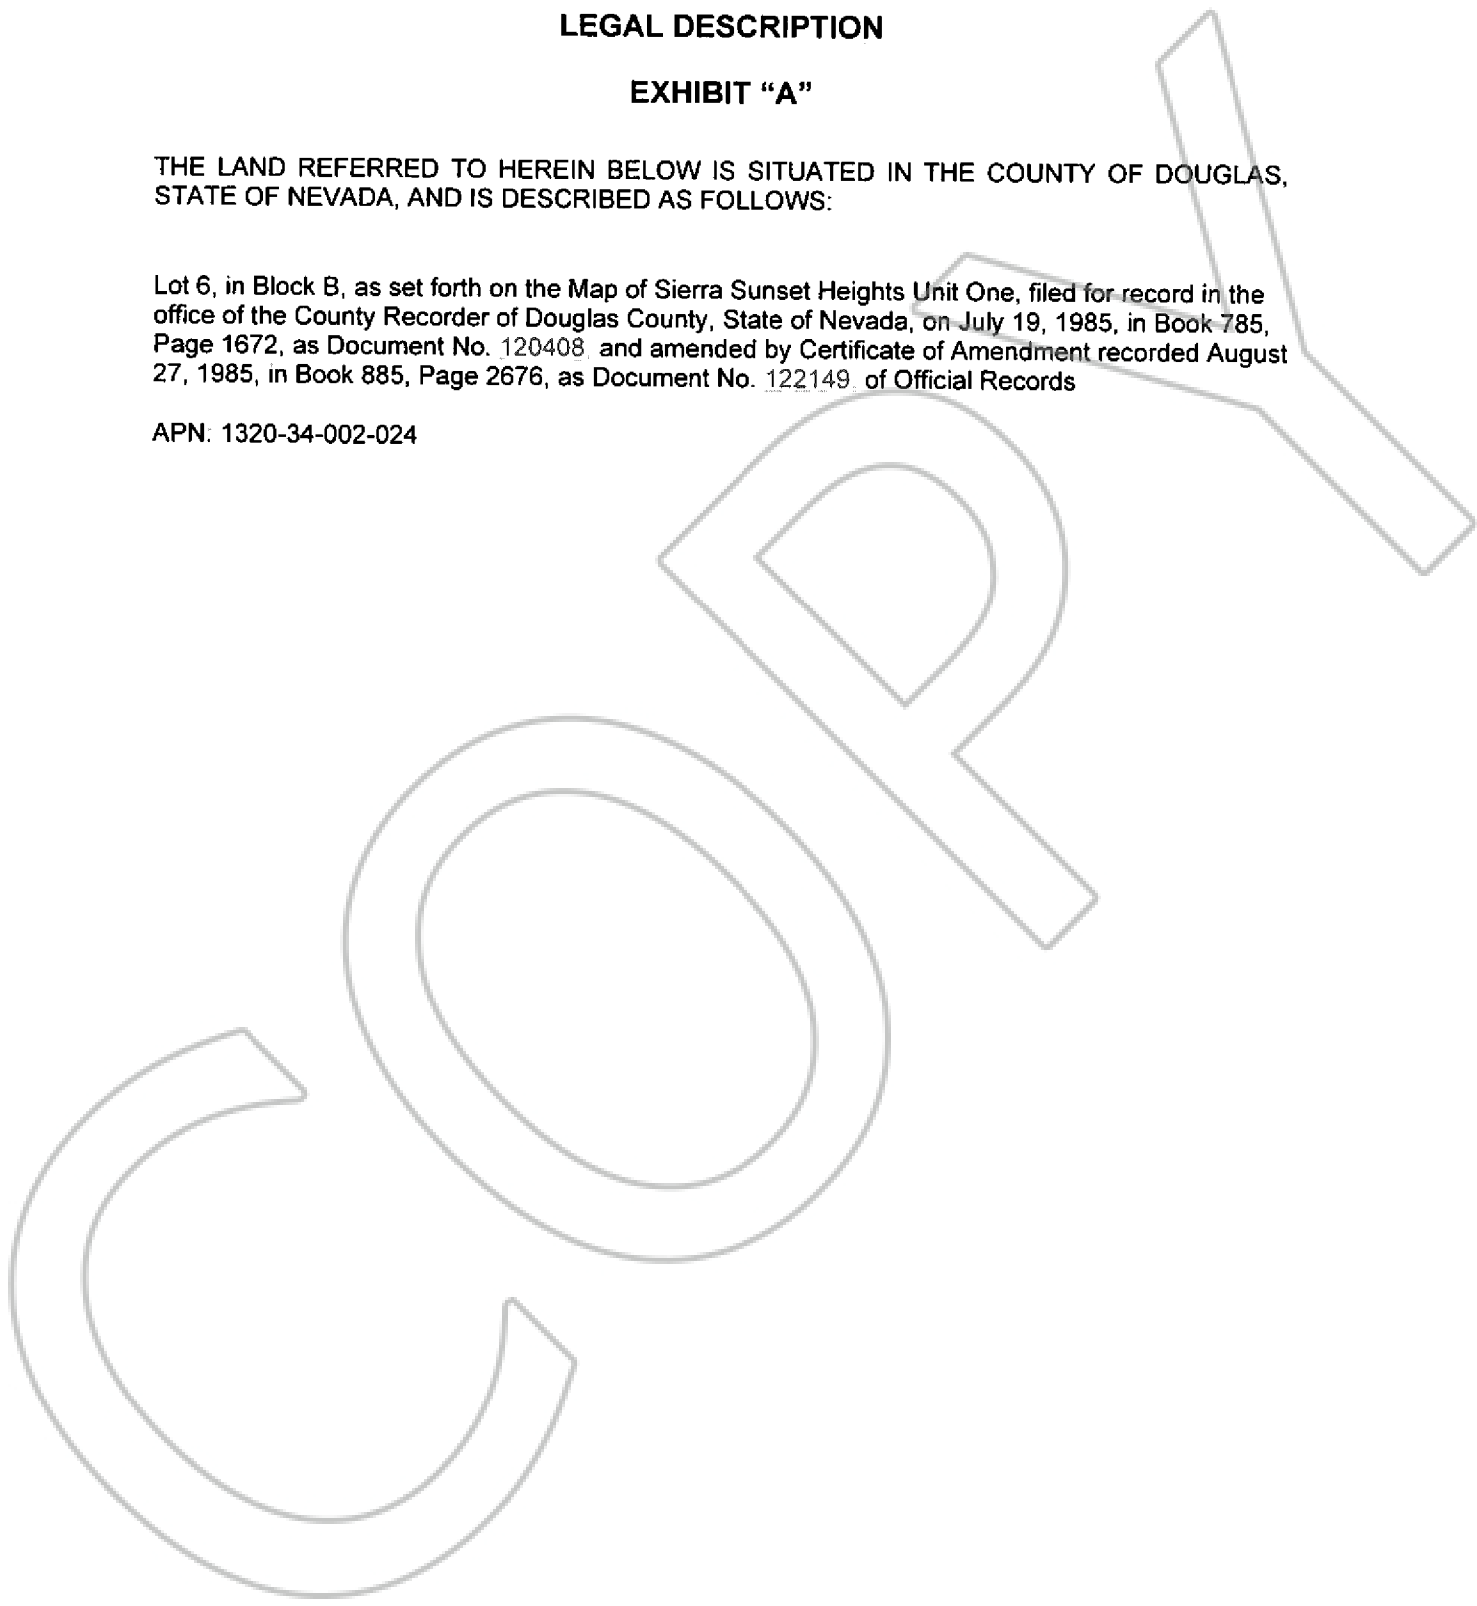 LEGAL DESCRIPTION
EXHIBIT “A”
THE LAND REFERRED TO HEREIN BELOW IS SITUATED IN THE COUNTY OF DOUGLAS,
STATE OF NEVADA, AND IS DESCRIBED AS FOLLOWS:
Lot 6, in Block B, as set forth on the Map of Sierra Sunset Heights Unit One, filed for record in the
office of the County Recorder of Douglas County, State of Nevada, on July 19, 1985, in Book 785,
Page 1672, as Document No. 120408 and amended by Certificate of Amendment recorded August
27, 1985, in Book 885, Page 2676, as Document No. 122149 of Official Records
APN: 1320-34-002-024
COPY